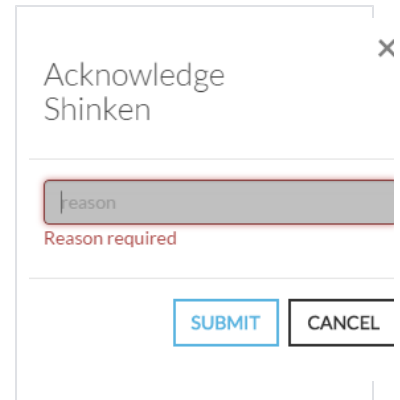 Acknowledge
Shinken
reason
Reason required
SUBMIT CANCEL